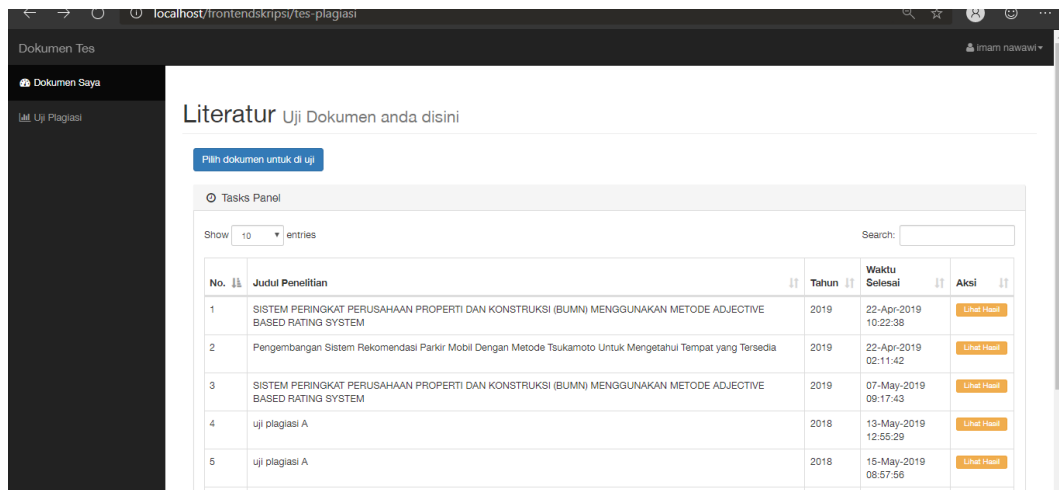 localhost/frontendskripsi/tes-plagiasi
Dokumen Tes
imam nawawi
Dokumen Saya
Uji Plagiasi
Literatur Uji Dokumen anda disini
Pilih dokumen untuk di uji
Tasks Panel
Show 10 entries
Search:
No. Judul Penelitian Tahun Waktu Selesai Aksi
1 SISTEM PERINGKAT PERUSAHAAN PROPERTI DAN KONSTRUKSI (BUMN) MENGGUNAKAN METODE ADJECTIVE
BASED RATING SYSTEM
2019
22-Apr-2019
10:22:38
Lihat Hasil
2 Pengembangan Sistem Rekomendasi Parkir Mobil Dengan Metode Tsukamoto Untuk Mengetahui Tempat yang Tersedia
2019
22-Apr-2019
02:11:42
Lihat Hasil
3 SISTEM PERINGKAT PERUSAHAAN PROPERTI DAN KONSTRUKSI (BUMN) MENGGUNAKAN METODE ADJECTIVE
BASED RATING SYSTEM
2019
07-May-2019
09:17:43
Lihat Hasil
4 uji plagiasi A
2018
13-May-2019
12:55:29
Lihat Hasil
5 uji plagiasi A
2018
15-May-2019
08:57:56
Lihat Hasil